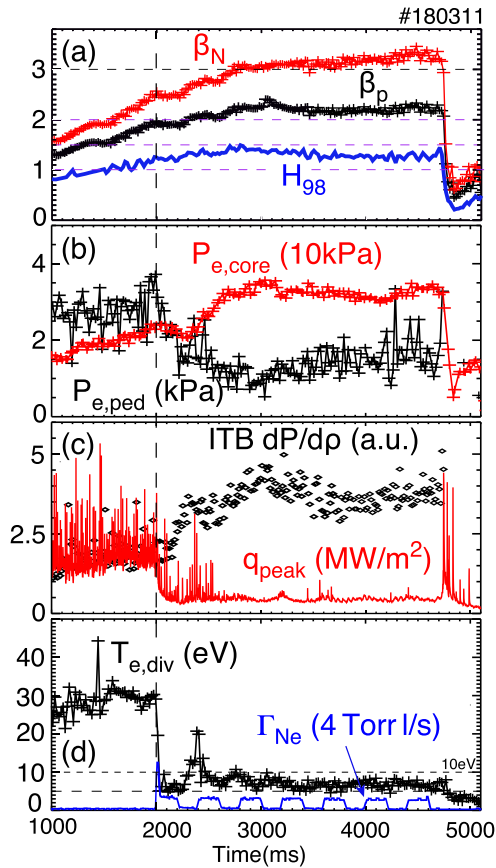 #180311
(a)
β_N
3
β_p
2
1
H_98
0
(b)
P_e,core (10kPa)
4
2
P_e,ped (kPa)
0
(c)
ITB dP/dρ (a.u.)
5
2.5
q_peak (MW/m²)
0
40
T_e,div (eV)
30
Γ_Ne (4 Torr l/s)
20
(d)
10
10eV
0
1000 2000 3000 4000 5000
Time(ms)